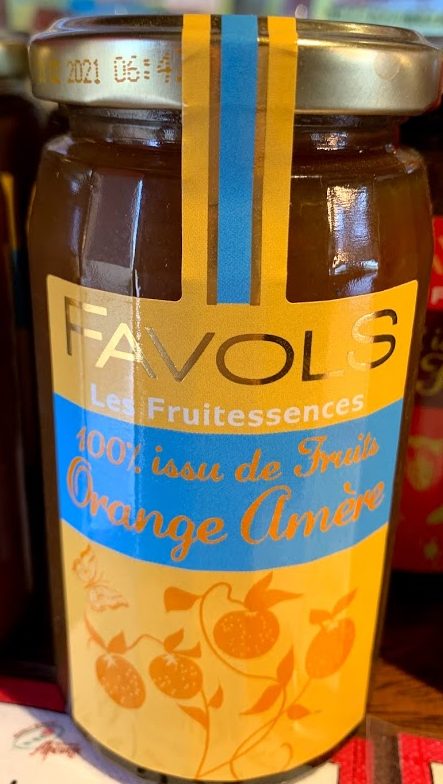 2021 06:4
FAVOLS
Les Fruitessences
100% issu de Fruits
Orange Amère